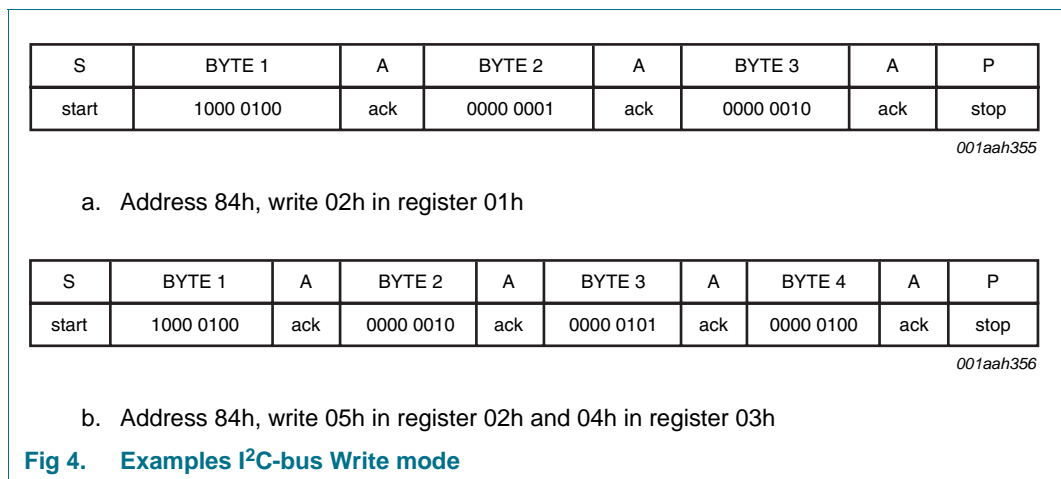 S BYTE 1 A BYTE 2 A BYTE 3 A P
start 1000 0100 ack 0000 0001 ack 0000 0010 ack stop
001aah355
a. Address 84h, write 02h in register 01h
S BYTE 1 A BYTE 2 A BYTE 3 A BYTE 4 A P
start 1000 0100 ack 0000 0010 ack 0000 0101 ack 0000 0100 ack stop
001aah356
b. Address 84h, write 05h in register 02h and 04h in register 03h
Fig 4. Examples I²C-bus Write mode